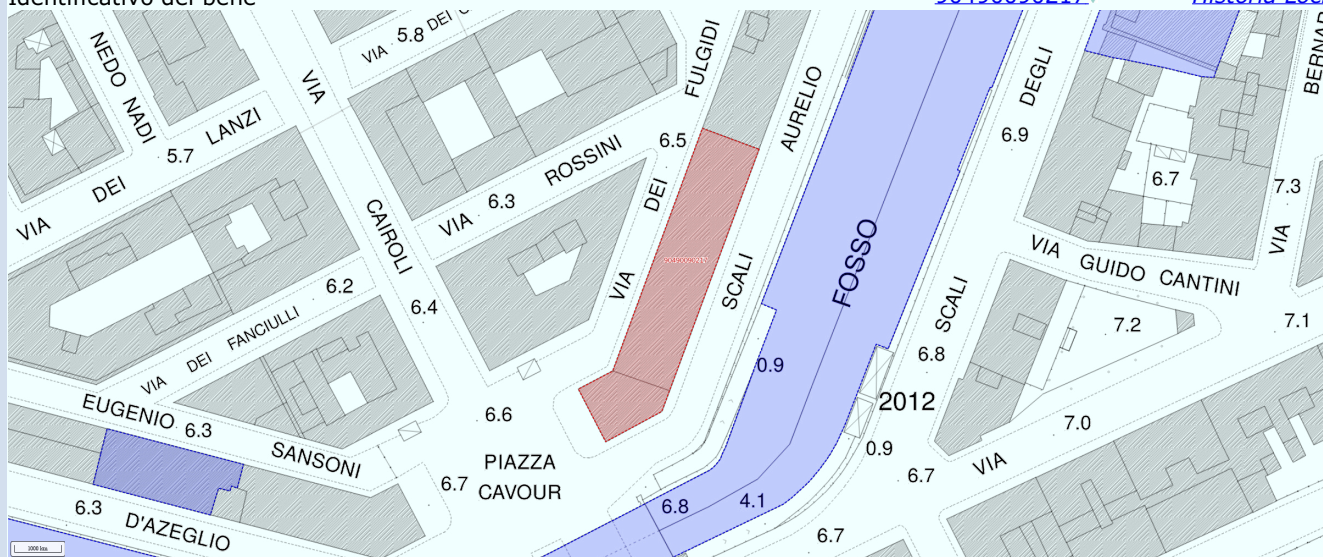 Identificativo del bene
90490090217
VIA DEI
5.8
NEDO NADI
VIA
FULGIDI
DEGLI
AURELIO
LANZI
5.7
6.5
6.9
ROSSINI
DEI
VIA
6.7
7.3
DEI
6.3
VIA
CAIROLI
VIA
FOSSO
VIA
GUIDO CANTINI
VIA
SCALI
VIA
6.2
6.4
SCALI
7.2
7.1
VIA DEI FANCIULLI
6.8
0.9
2012
EUGENIO
6.3
SANSONI
6.6
7.0
0.9
PIAZZA
CAVOUR
6.7
VIA
6.7
6.3
D'AZEGLIO
6.8
4.1
6.7